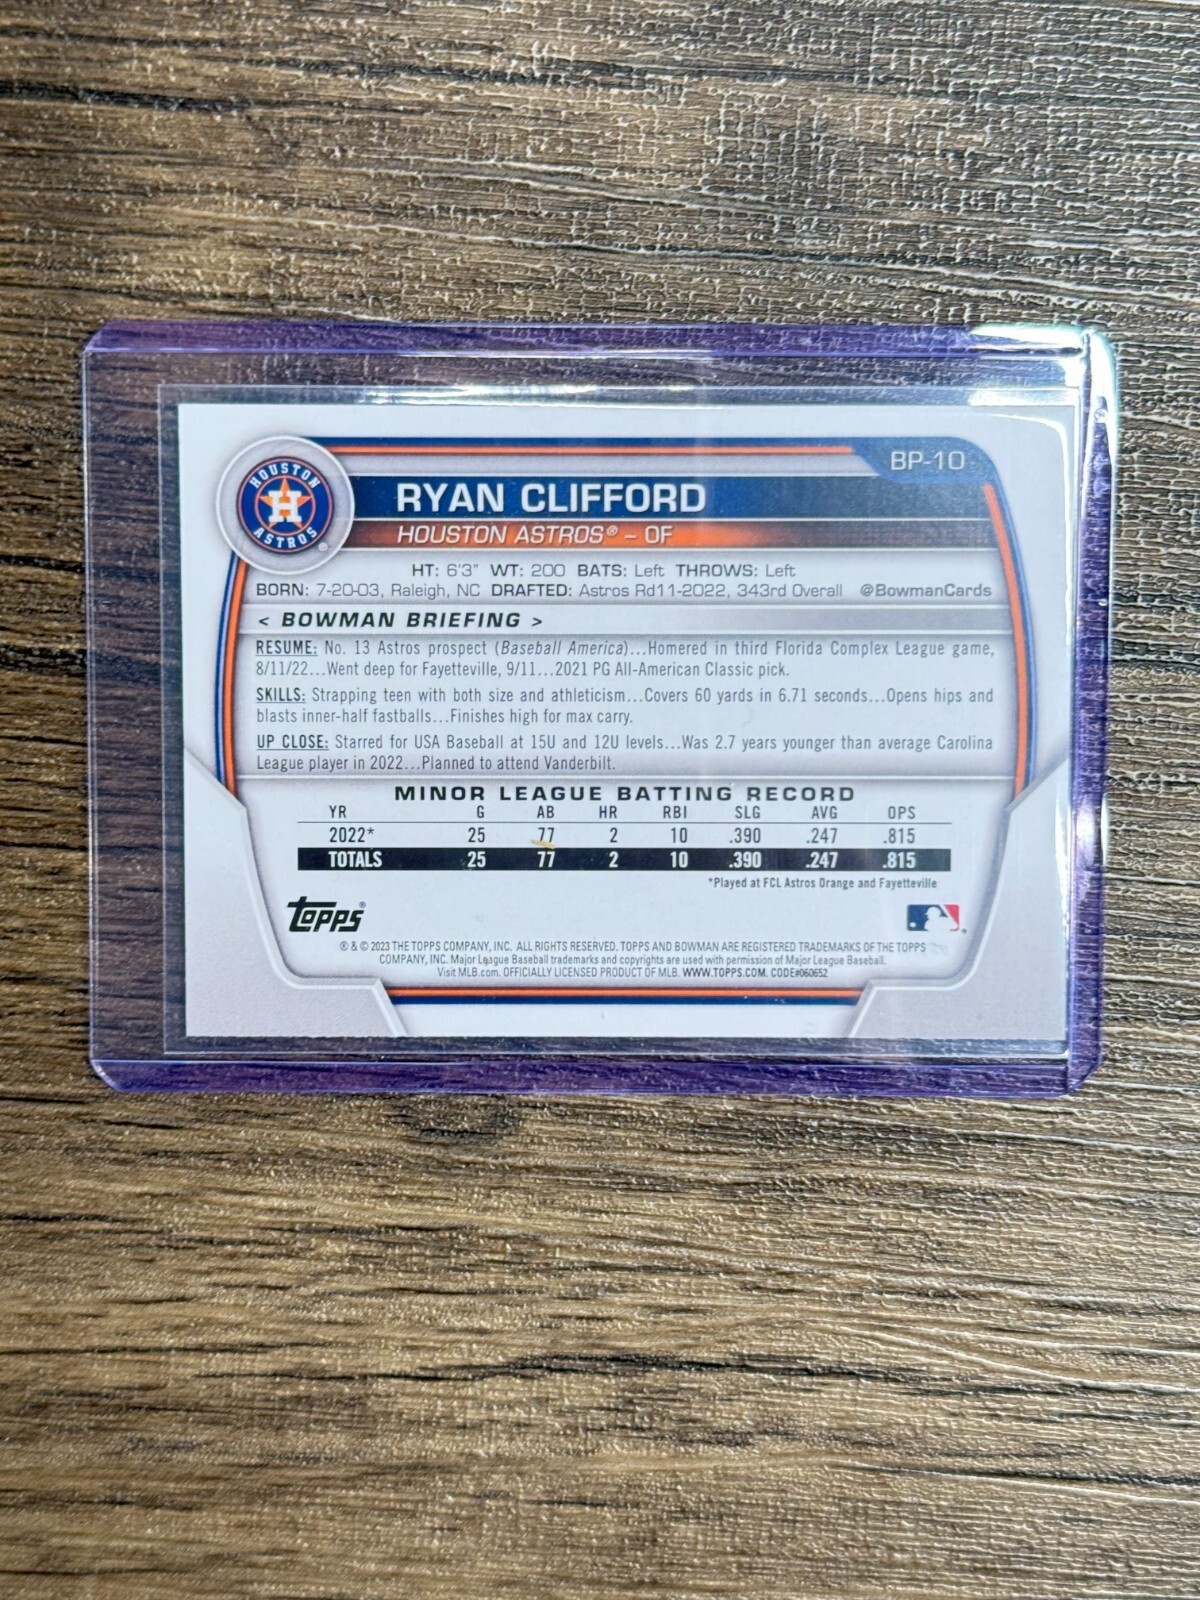 BP-10
HOUSTON
H
ASTROS
RYAN CLIFFORD
HOUSTON ASTROS® – OF
HT: 6'3" WT: 200 BATS: Left THROWS: Left
BORN: 7-20-03, Raleigh, NC DRAFTED: Astros Rd11-2022, 343rd Overall @BowmanCards
< BOWMAN BRIEFING >
RESUME: No. 13 Astros prospect (Baseball America)...Homered in third Florida Complex League game,
8/11/22...Went deep for Fayetteville, 9/11...2021 PG All-American Classic pick.
SKILLS: Strapping teen with both size and athleticism...Covers 60 yards in 6.71 seconds...Opens hips and
blasts inner-half fastballs...Finishes high for max carry.
UP CLOSE: Starred for USA Baseball at 15U and 12U levels...Was 2.7 years younger than average Carolina
League player in 2022...Planned to attend Vanderbilt.
MINOR LEAGUE BATTING RECORD
YR G AB HR RBI SLG AVG OPS
2022* 25 77 2 10 .390 .247 .815
TOTALS 25 77 2 10 .390 .247 .815
*Played at FCL Astros Orange and Fayetteville
Topps®
® & © 2023 THE TOPPS COMPANY, INC. ALL RIGHTS RESERVED. TOPPS AND BOWMAN ARE REGISTERED TRADEMARKS OF THE TOPPS
COMPANY, INC. Major League Baseball trademarks and copyrights are used with permission of Major League Baseball.
Visit MLB.com. OFFICIALLY LICENSED PRODUCT OF MLB. WWW.TOPPS.COM. CODE#060652